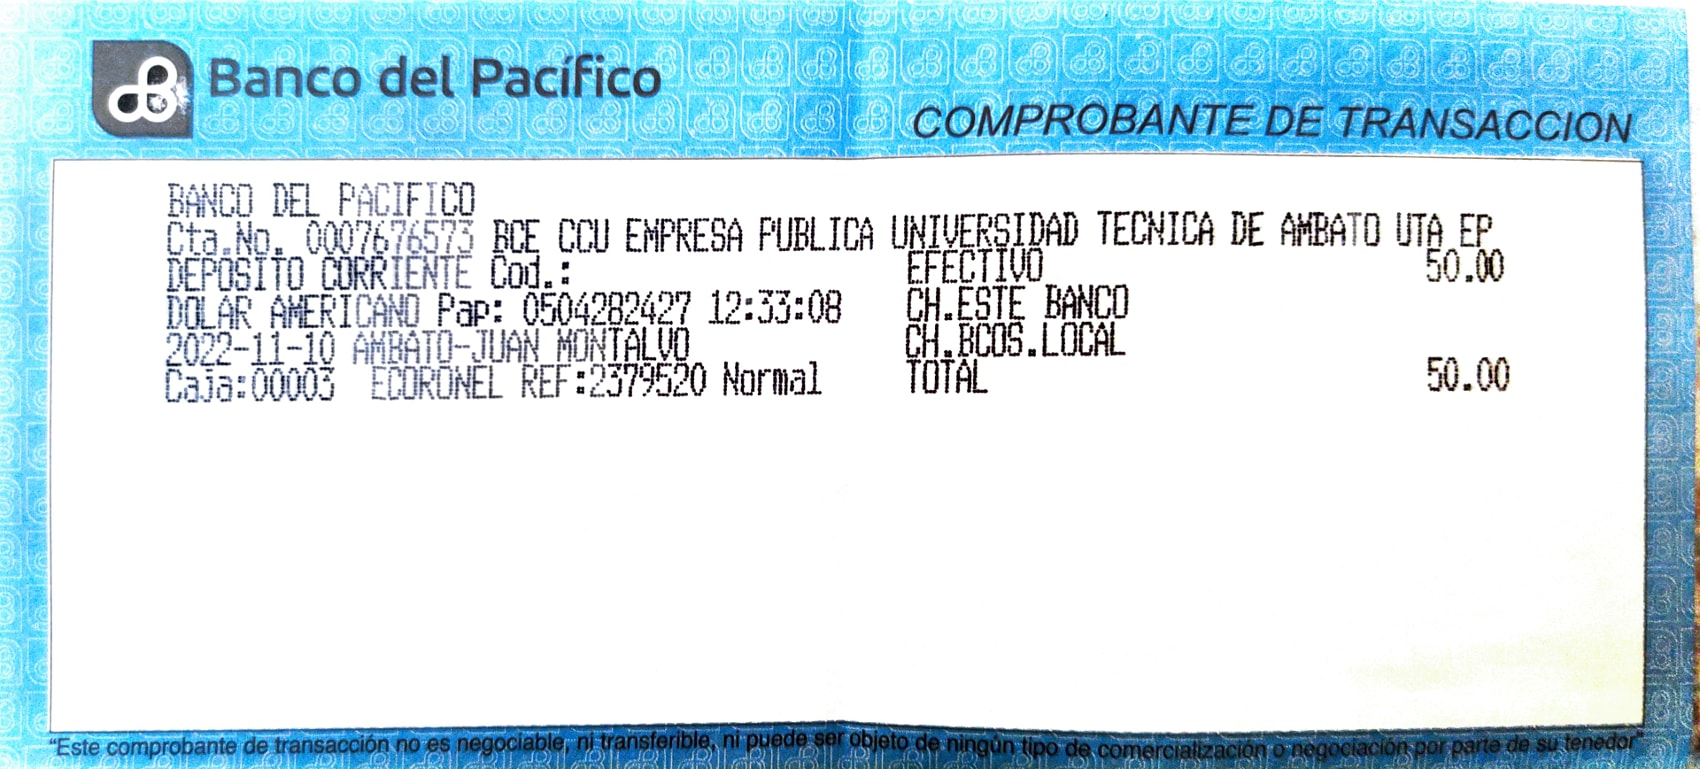 Banco del Pacífico
COMPROBANTE DE TRANSACCION
BANCO DEL PACIFICO
Cta.No. 0007676573 BCE CCU EMPRESA PUBLICA UNIVERSIDAD TECNICA DE AMBATO UTA EP
DEPOSITO CORRIENTE Cod.: EFECTIVO 50.00
DOLAR AMERICANO Pap: 0504282427 12:33:08 CH.ESTE BANCO
2022-11-10 AMBATO-JUAN MONTALVO CH.BCOS.LOCAL
Caja:00003 ECORONEL REF:2379520 Normal TOTAL 50.00
"Este comprobante de transacción no es negociable, ni transferible, ni puede ser objeto de ningún tipo de comercialización o negociación por parte de su tenedor"